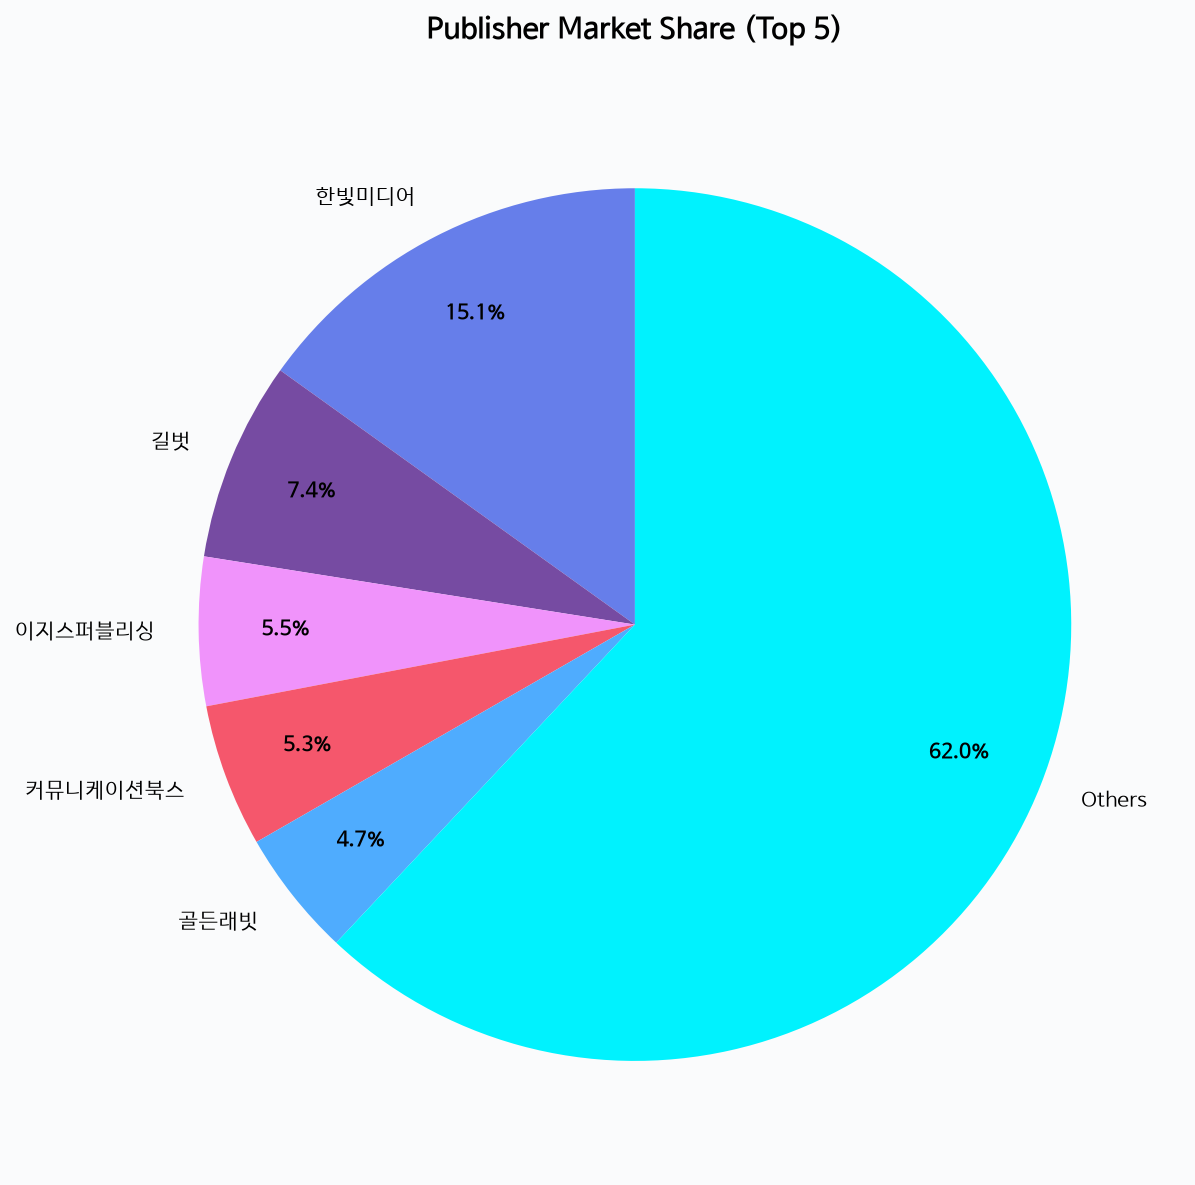 Publisher Market Share (Top 5)
한빛미디어
15.1%
길벗
7.4%
이지스퍼블리싱
5.5%
커뮤니케이션북스
5.3%
골든래빗
4.7%
62.0%
Others